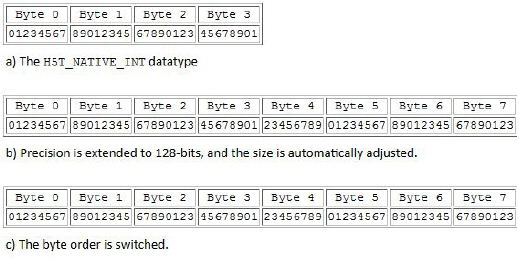 Byte 0 Byte 1 Byte 2 Byte 3
01234567 89012345 67890123 45678901
a) The H5T_NATIVE_INT datatype
Byte 0 Byte 1 Byte 2 Byte 3 Byte 4 Byte 5 Byte 6 Byte 7
01234567 89012345 67890123 45678901 23456789 01234567 89012345 67890123
b) Precision is extended to 128-bits, and the size is automatically adjusted.
Byte 0 Byte 1 Byte 2 Byte 3 Byte 4 Byte 5 Byte 6 Byte 7
01234567 89012345 67890123 45678901 23456789 01234567 89012345 67890123
c) The byte order is switched.